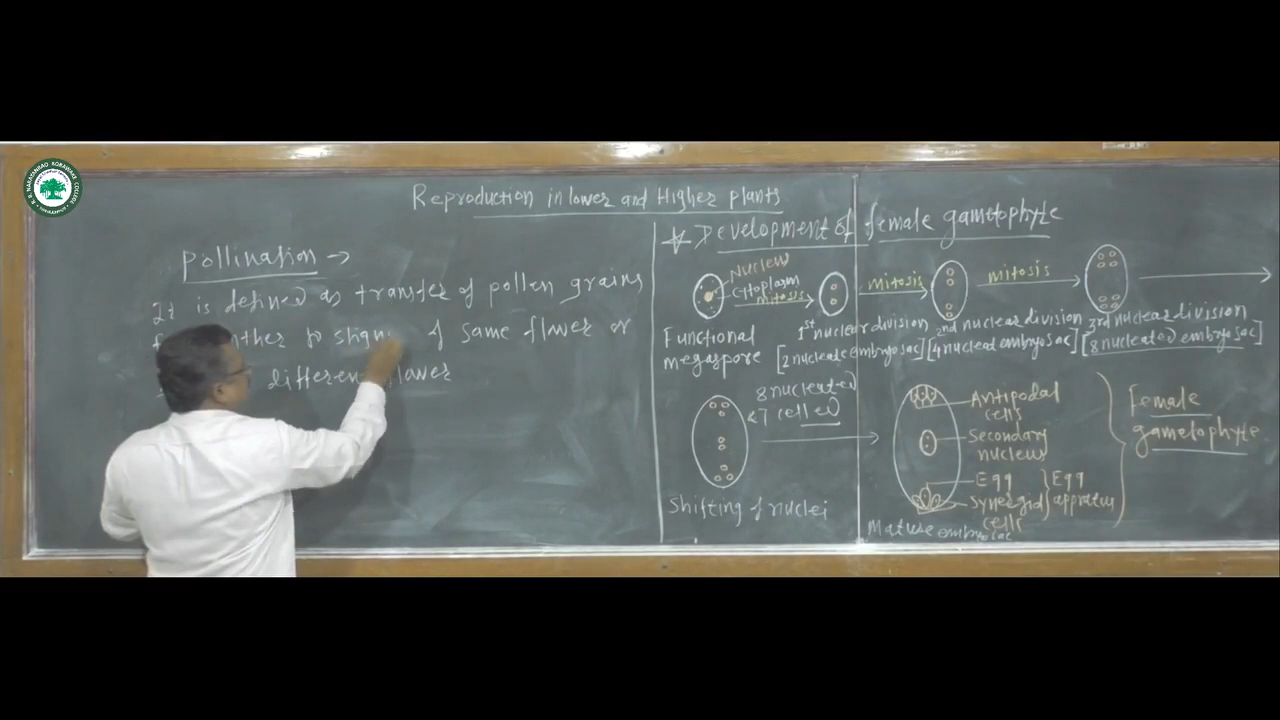 Reproduction in lower and Higher plants
Pollination →
It is defined as transfer of pollen grains
anther to stigma of same flower or
different flower
Development of female gametophyte
Nucleus
Cytoplasm
mitosis
mitosis
mitosis
Functional
megaspore
1st nuclear division
[2 nucleate embryo sac]
2nd nuclear division
[4 nucleate embryo sac]
3rd nuclear division
[8 nucleated embryo sac]
8 nucleated
7 celled
Shifting of nuclei
Antipodal
cells
Secondary
nucleus
Egg
Synergid
cells
Egg
appratus
Mature embryo sac
Female
gametophyte